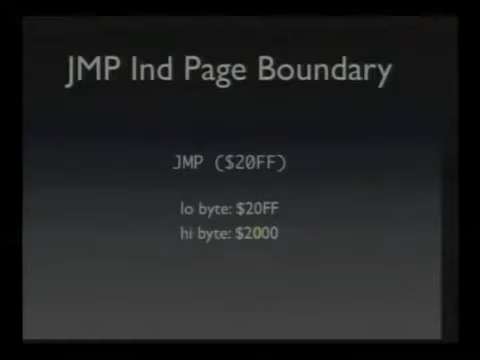 JMP Ind Page Boundary
JMP ($20FF)
lo byte: $20FF
hi byte: $2000